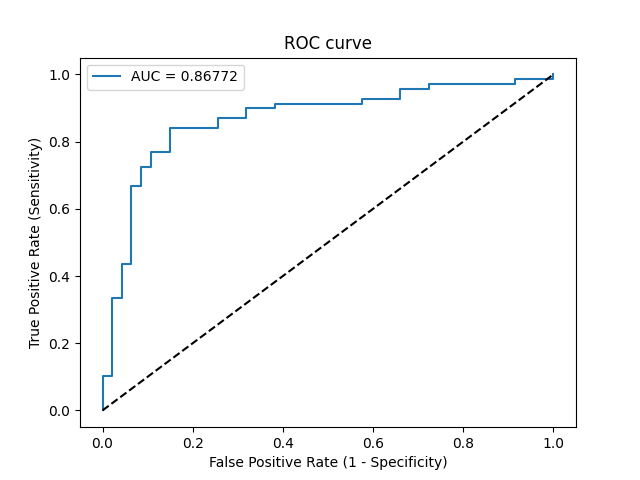 ROC curve
AUC = 0.86772
True Positive Rate (Sensitivity)
1.0
0.8
0.6
0.4
0.2
0.0
0.0 0.2 0.4 0.6 0.8 1.0
False Positive Rate (1 - Specificity)